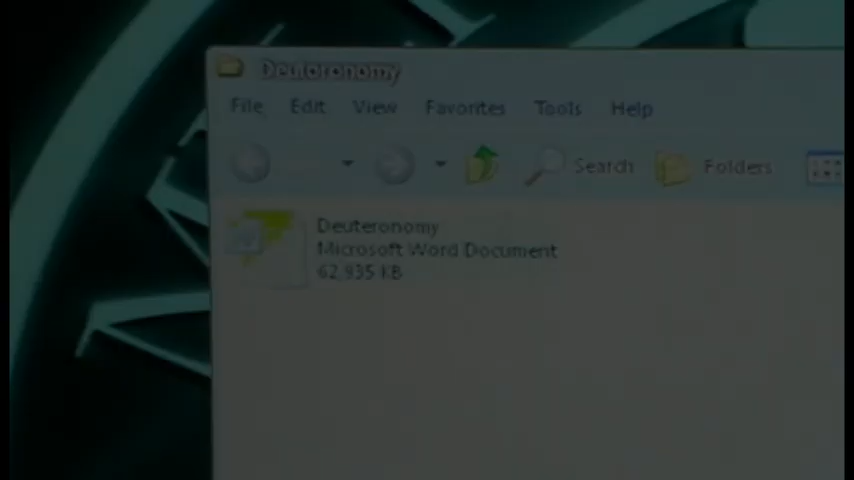 Deuteronomy
File Edit View Favorites Tools Help
Search Folders
Deuteronomy
Microsoft Word Document
62,935 KB